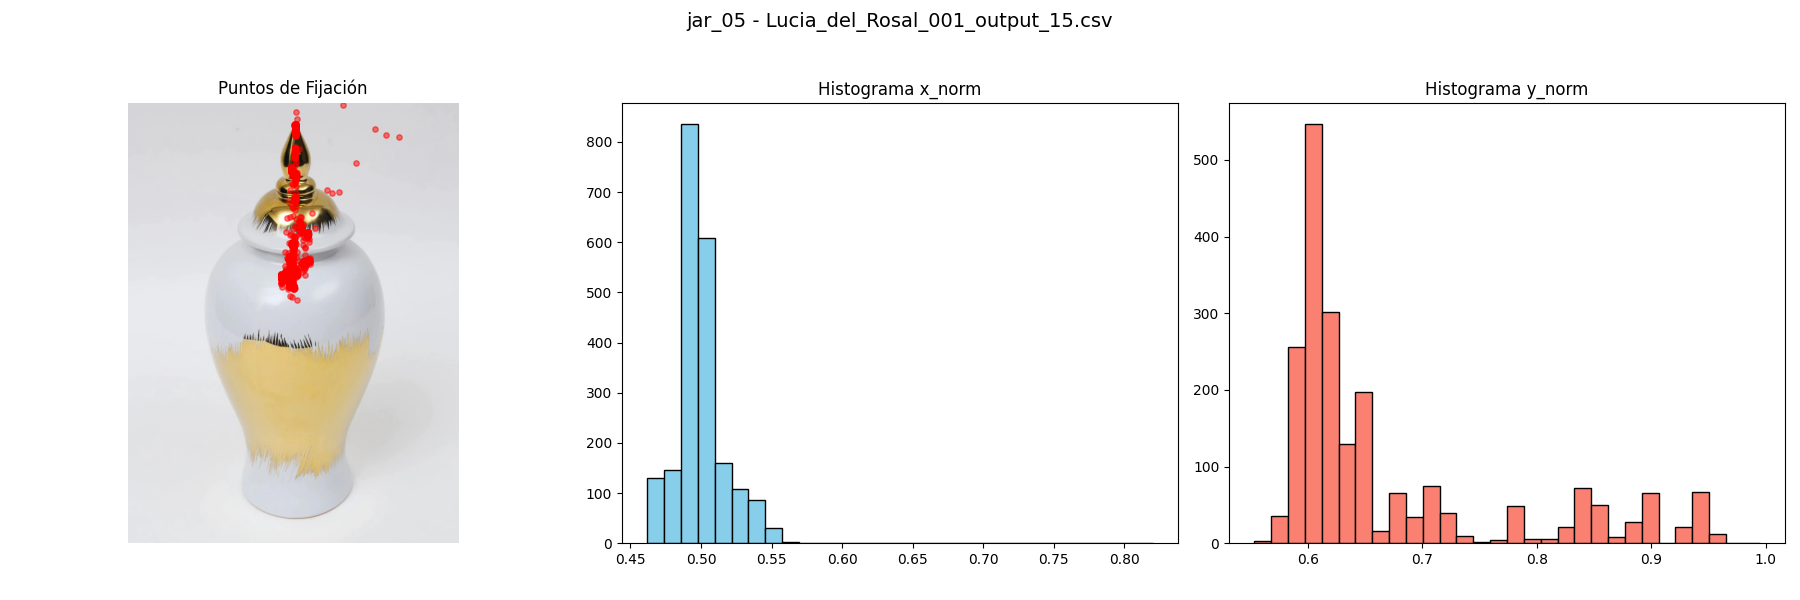 jar_05 - Lucia_del_Rosal_001_output_15.csv
Puntos de Fijación
Histograma x_norm
Histograma y_norm
800
700
600
500
400
300
200
100
0
0.45 0.50 0.55 0.60 0.65 0.70 0.75 0.80
500
400
300
200
100
0
0.6 0.7 0.8 0.9 1.0